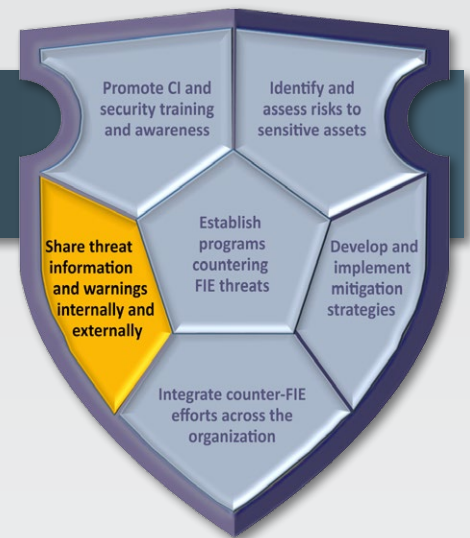 Promote CI and
security training
and awareness
Identify and
assess risks to
sensitive assets
Share threat
information
and warnings
internally and
externally
Establish
programs
countering
FIE threats
Develop and
implement
mitigation
strategies
Integrate counter-FIE
efforts across the
organization